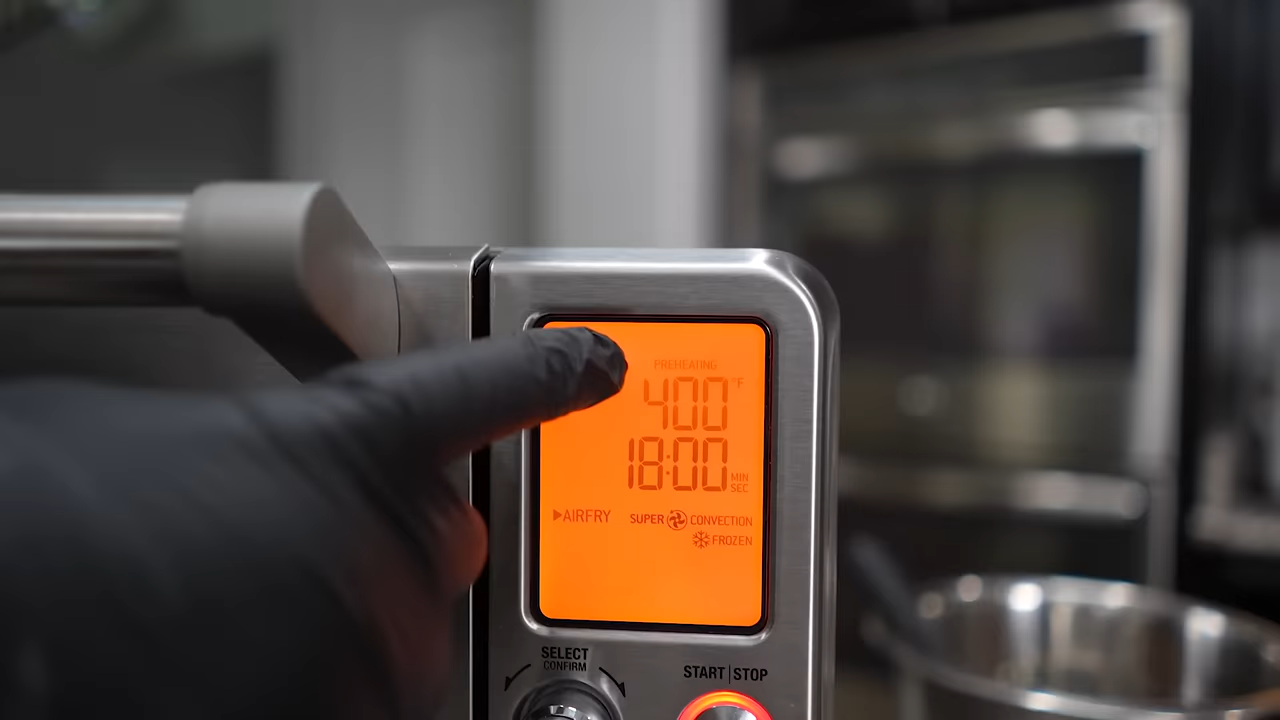 PREHEATING
400°F
18:00 MIN SEC
▶AIRFRY SUPER CONVECTION
FROZEN
SELECT
CONFIRM
START|STOP